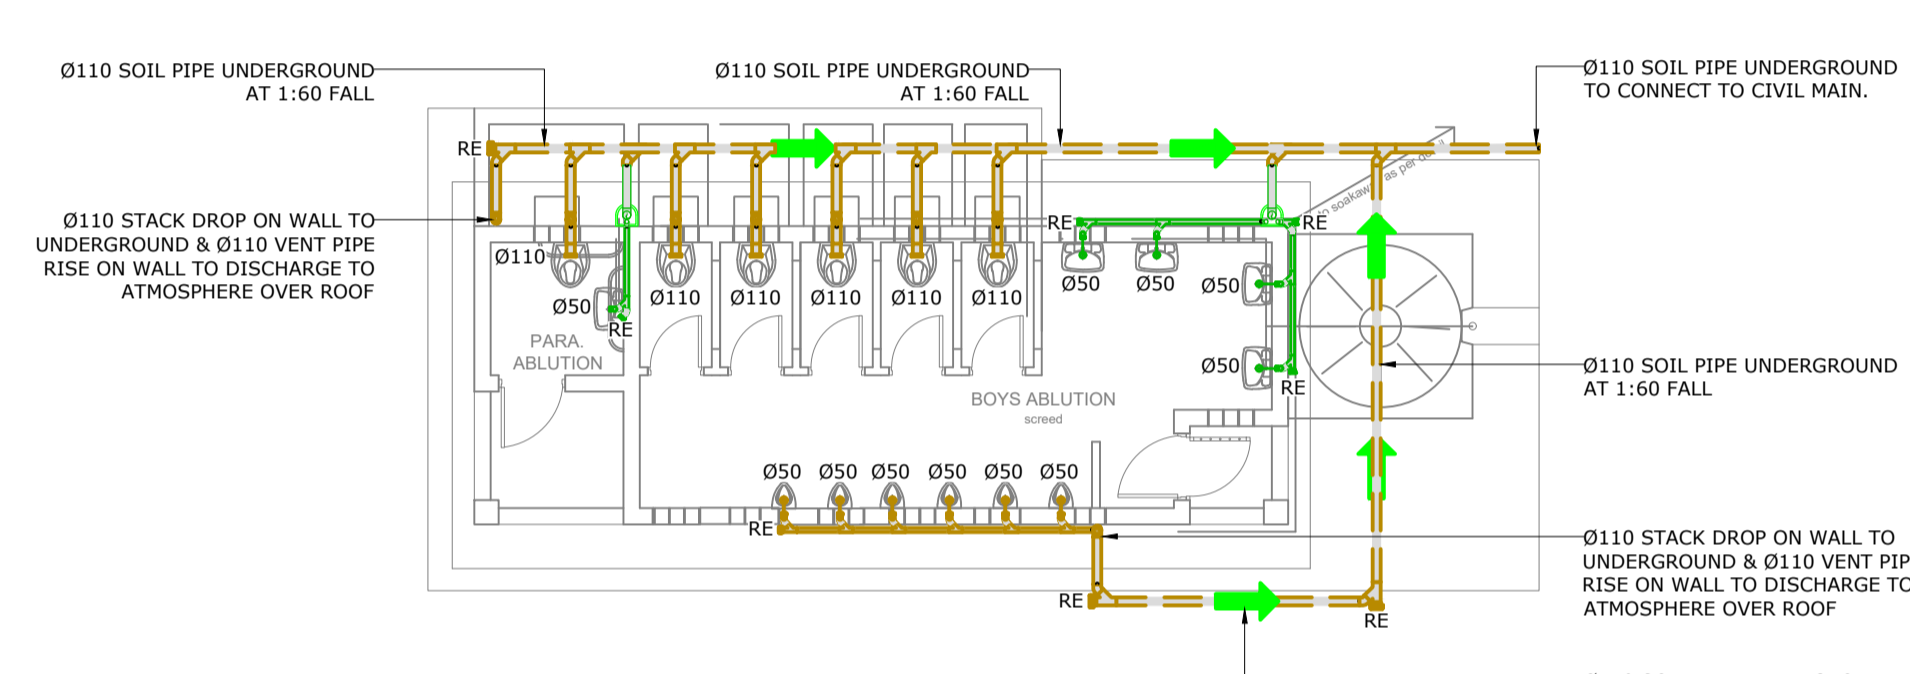 Ø110 SOIL PIPE UNDERGROUND
AT 1:60 FALL
Ø110 SOIL PIPE UNDERGROUND
AT 1:60 FALL
Ø110 SOIL PIPE UNDERGROUND
TO CONNECT TO CIVIL MAIN.
RE
to soakaway as per detail
Ø110 STACK DROP ON WALL TO
UNDERGROUND & Ø110 VENT PIPE
RISE ON WALL TO DISCHARGE TO
ATMOSPHERE OVER ROOF
RE
RE
Ø110
Ø50
RE
Ø110
Ø110
Ø110
Ø110
Ø110
Ø50
Ø50
Ø50
PARA.
ABLUTION
Ø50
RE
Ø110 SOIL PIPE UNDERGROUND
AT 1:60 FALL
BOYS ABLUTION
screed
Ø50
Ø50
Ø50
Ø50
Ø50
Ø50
RE
Ø110 STACK DROP ON WALL TO
UNDERGROUND & Ø110 VENT PIP
RISE ON WALL TO DISCHARGE TO
ATMOSPHERE OVER ROOF
RE
RE